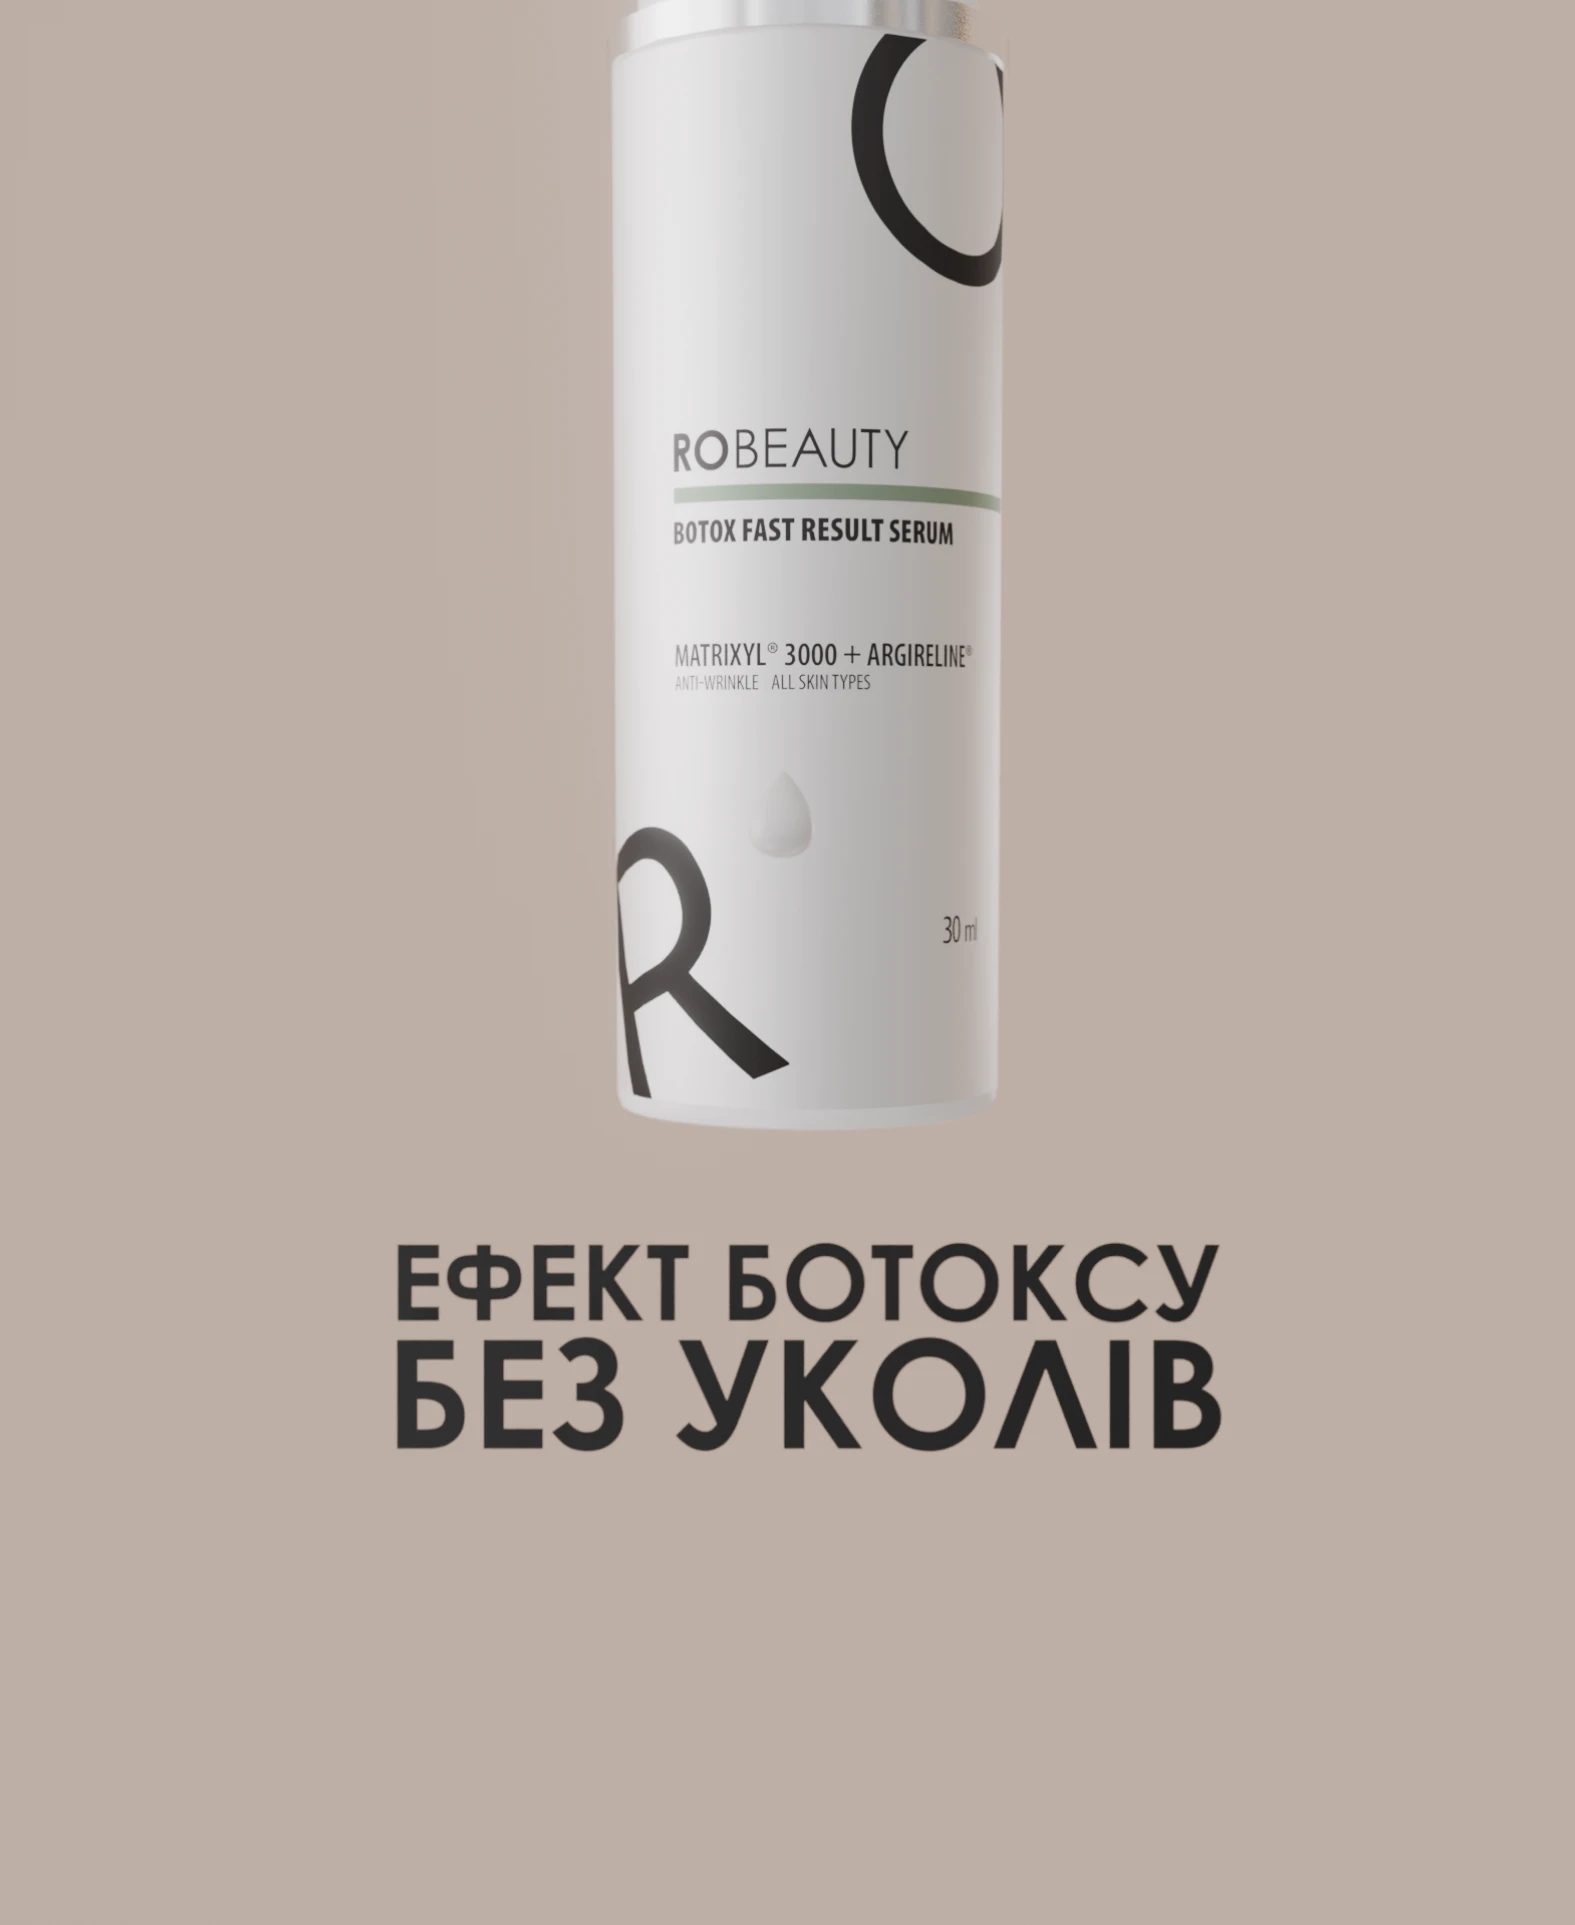 ROBEAUTY
BOTOX FAST RESULT SERUM
MATRIXYL® 3000 + ARGIRELINE®
ANTI-WRINKLE ALL SKIN TYPES
R
30 ml
ЕФЕКТ БОТОКСУ
БЕЗ УКОЛІВ